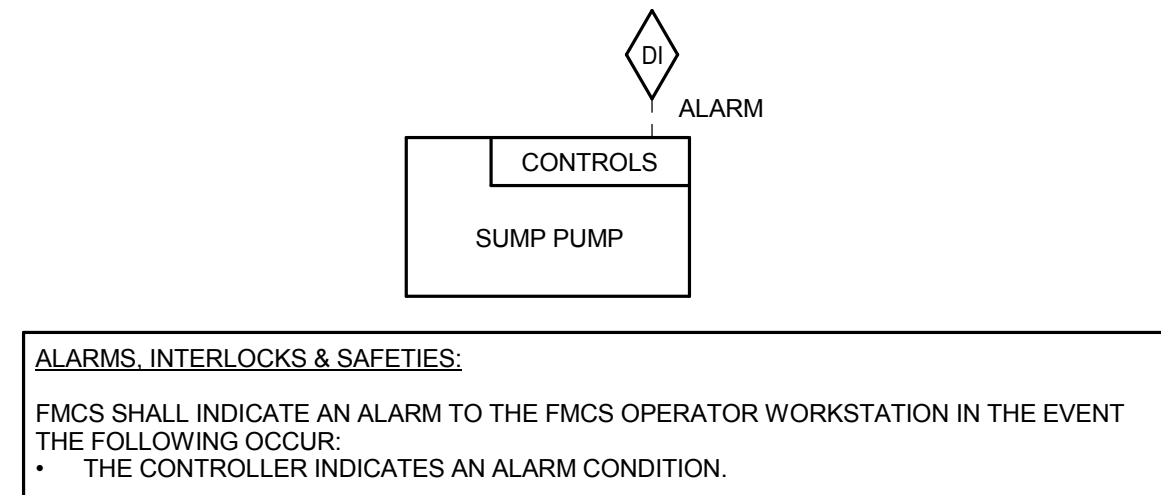 DI
ALARM
CONTROLS
SUMP PUMP
ALARMS, INTERLOCKS & SAFETIES:
FMCS SHALL INDICATE AN ALARM TO THE FMCS OPERATOR WORKSTATION IN THE EVENT
THE FOLLOWING OCCUR:
• THE CONTROLLER INDICATES AN ALARM CONDITION.